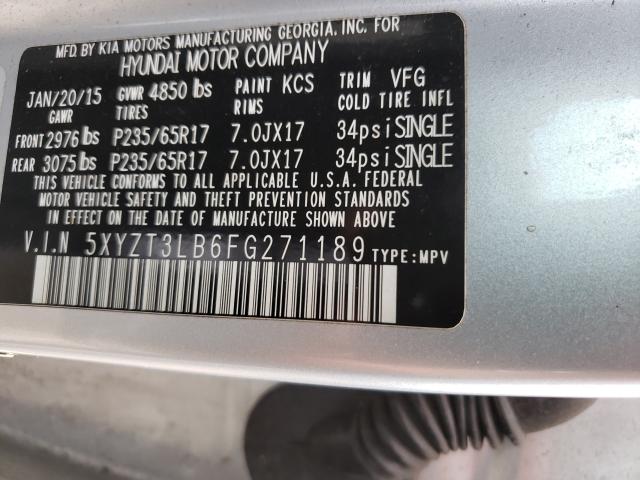 MFD. BY KIA MOTORS MANUFACTURING GEORGIA, INC. FOR
HYUNDAI MOTOR COMPANY
JAN/20/15 GVWR 4850 lbs PAINT KCS TRIM VFG
GAWR TIRES RIMS COLD TIRE INFL
FRONT 2976 lbs P235/65R17 7.0JX17 34psi SINGLE
REAR 3075 lbs P235/65R17 7.0JX17 34psi SINGLE
THIS VEHICLE CONFORMS TO ALL APPLICABLE U.S.A. FEDERAL
MOTOR VEHICLE SAFETY AND THEFT PREVENTION STANDARDS
IN EFFECT ON THE DATE OF MANUFACTURE SHOWN ABOVE.
V.I.N 5XYZT3LB6FG271189 TYPE: MPV